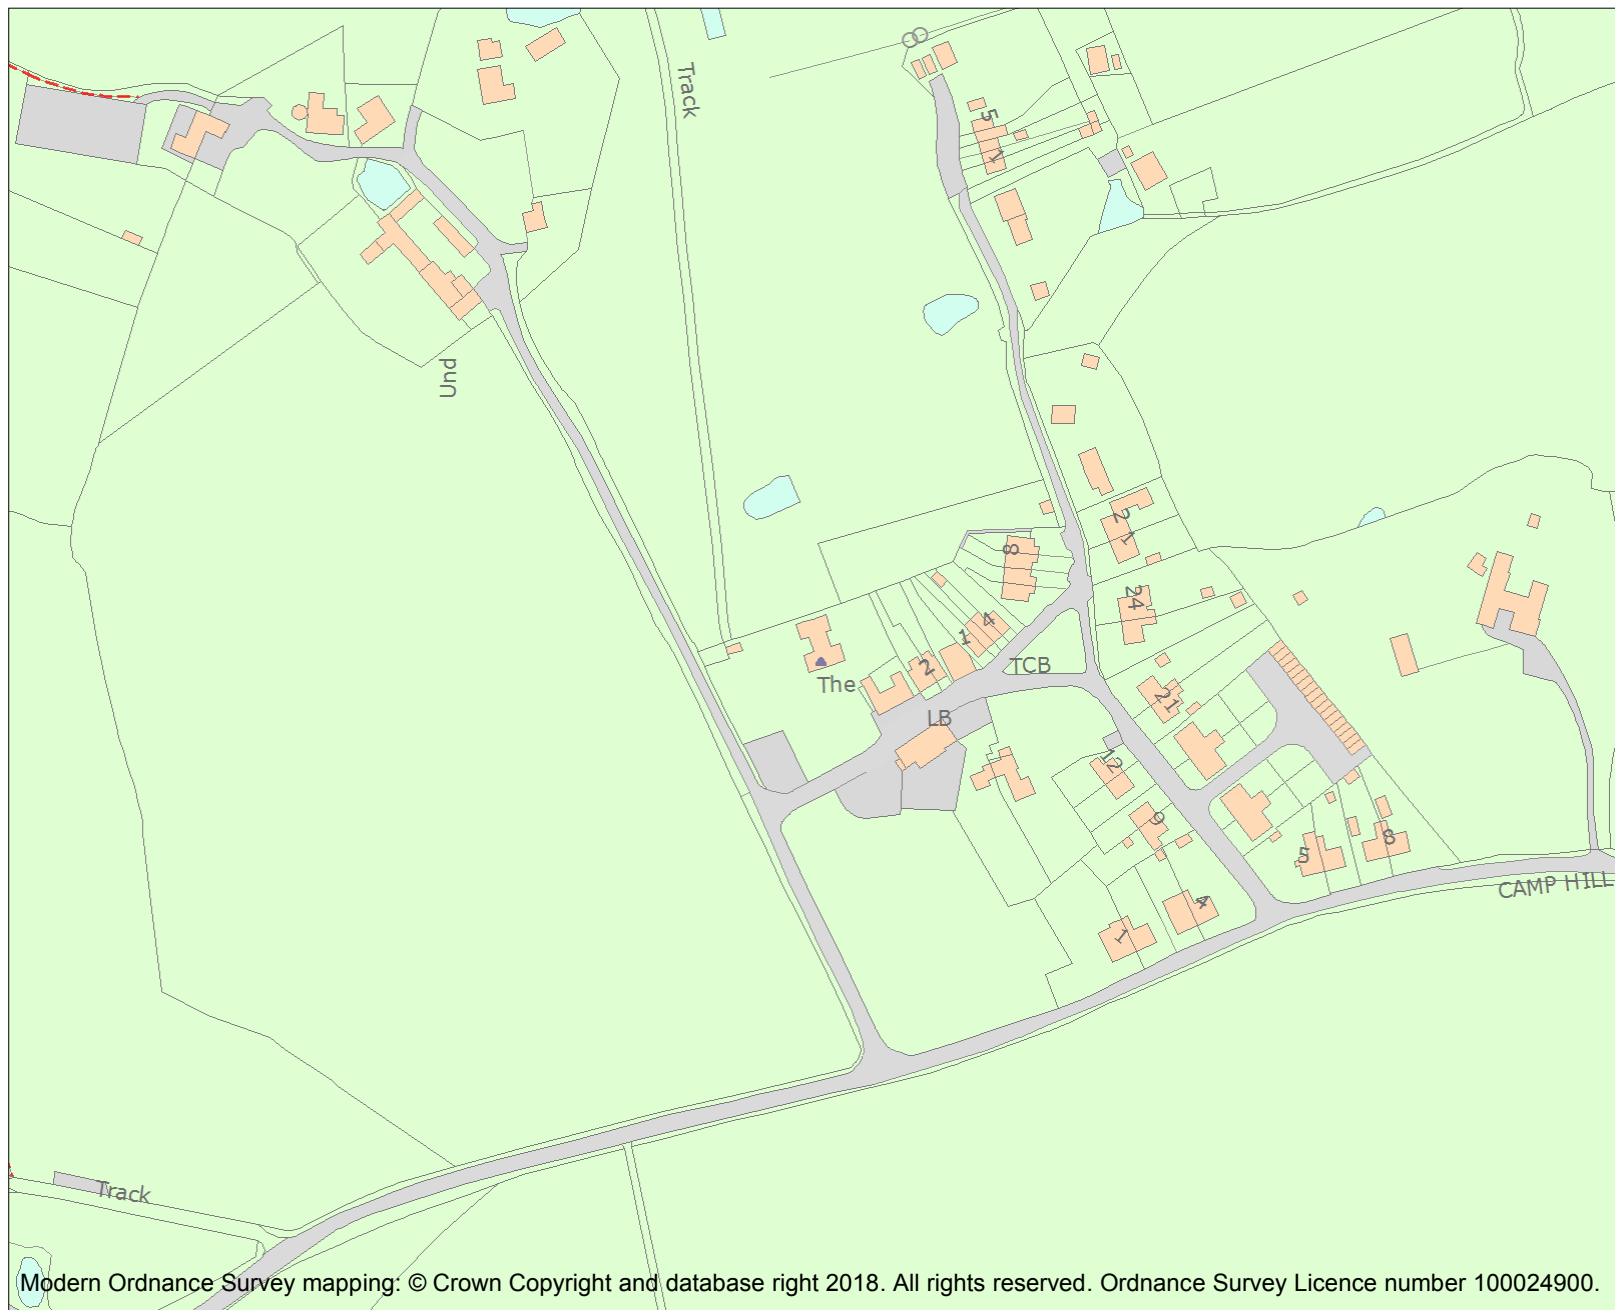 Track
5
1
Und
2
1
8
24
4
1
2
TCB
The
21
LB
12
9
5
8
4
1
CAMP HILL
Track
Modern Ordnance Survey mapping: © Crown Copyright and database right 2018. All rights reserved. Ordnance Survey Licence number 100024900.